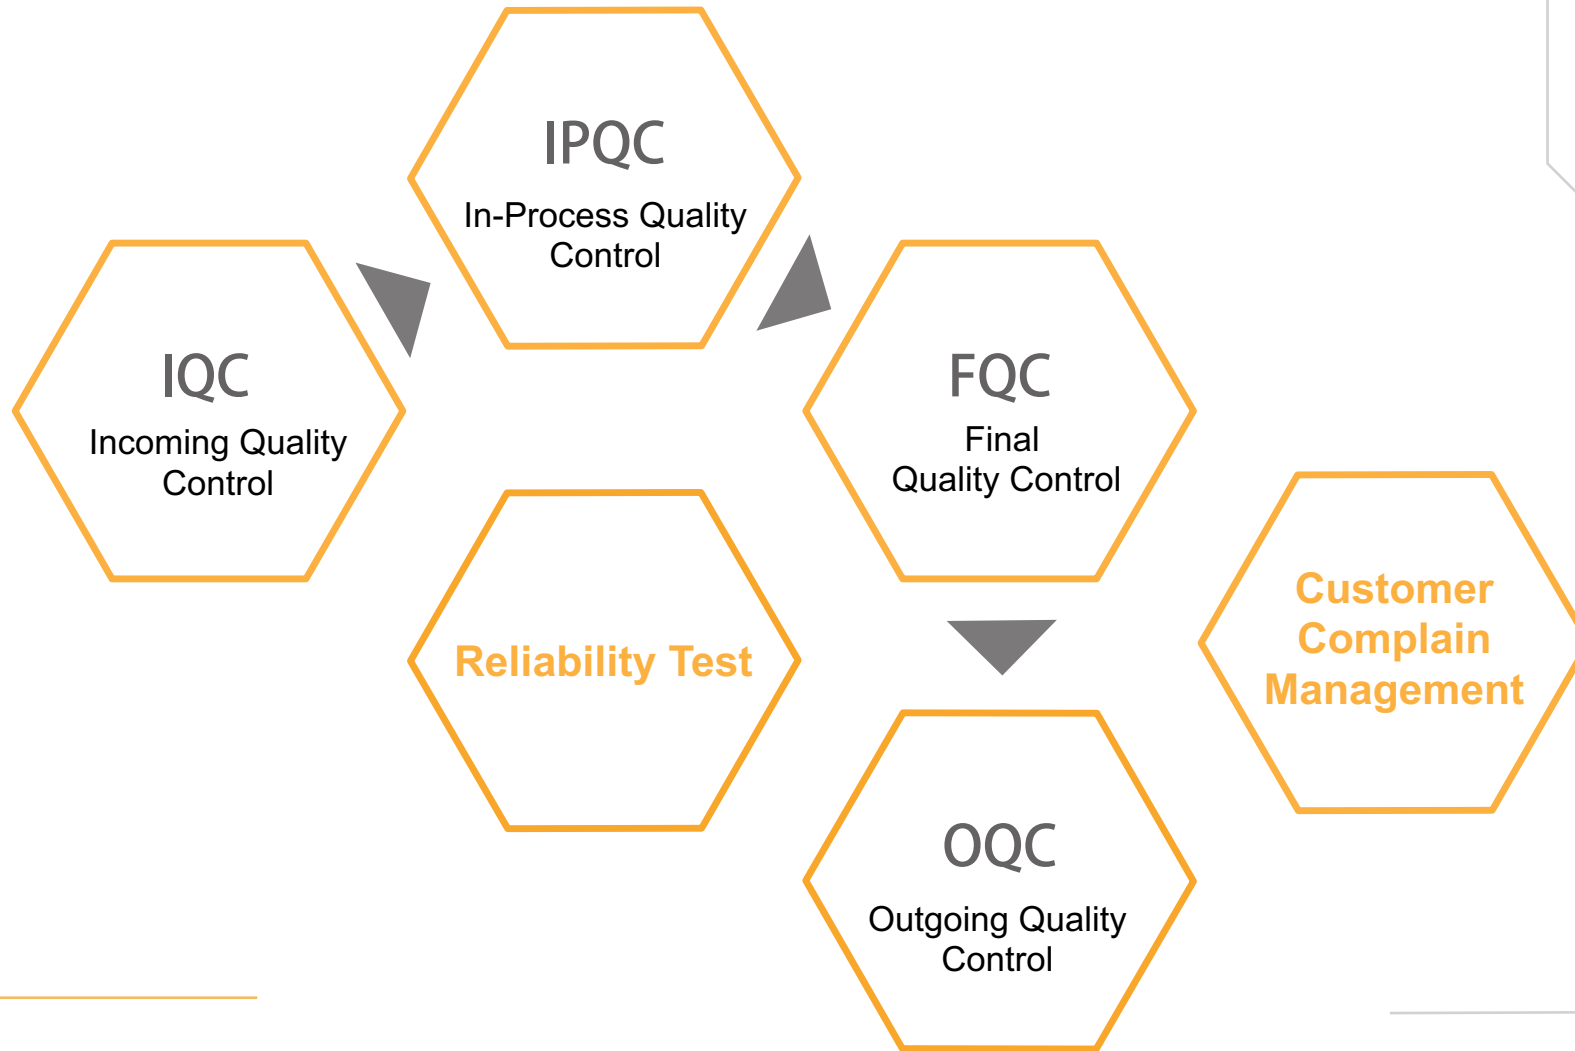 IPQC
In-Process Quality
Control
IQC
Incoming Quality
Control
FQC
Final
Quality Control
Reliability Test
Customer
Complain
Management
OQC
Outgoing Quality
Control